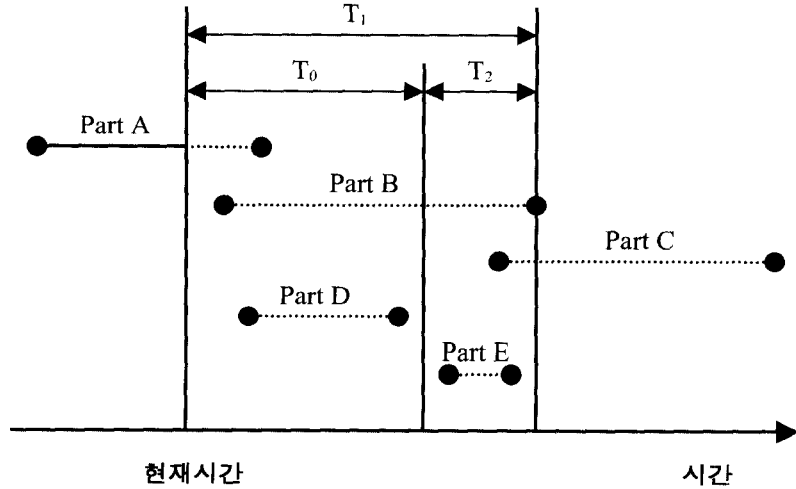 T₁
T₀ T₂
Part A
Part B
Part C
Part D
Part E
현재시간 시간